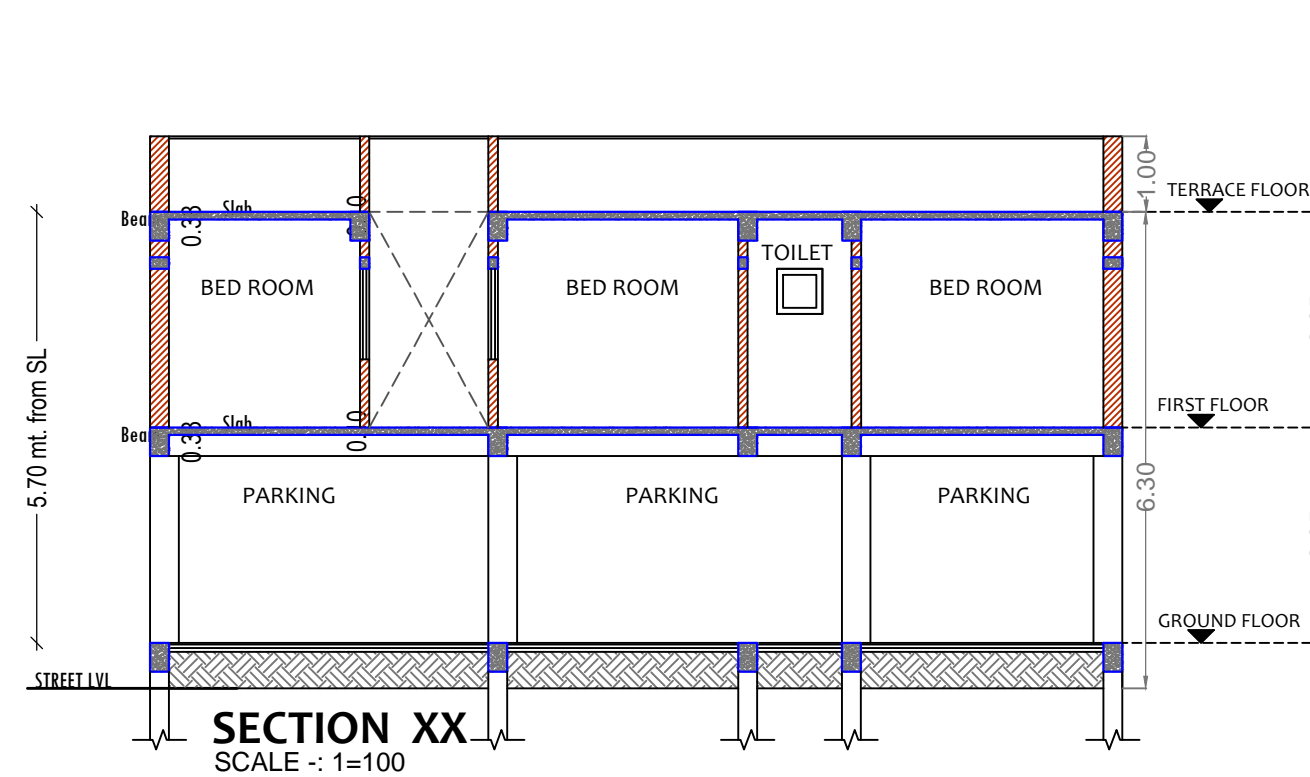 1.00
TERRACE FLOOR
Slab
Bea
0.38
TOILET
BED ROOM
BED ROOM
BED ROOM
5.70 mt. from SL
FIRST FLOOR
Slab
Bea
0.38
6.30
PARKING
PARKING
PARKING
GROUND FLOOR
STREET LVL
SECTION XX
SCALE -: 1=100